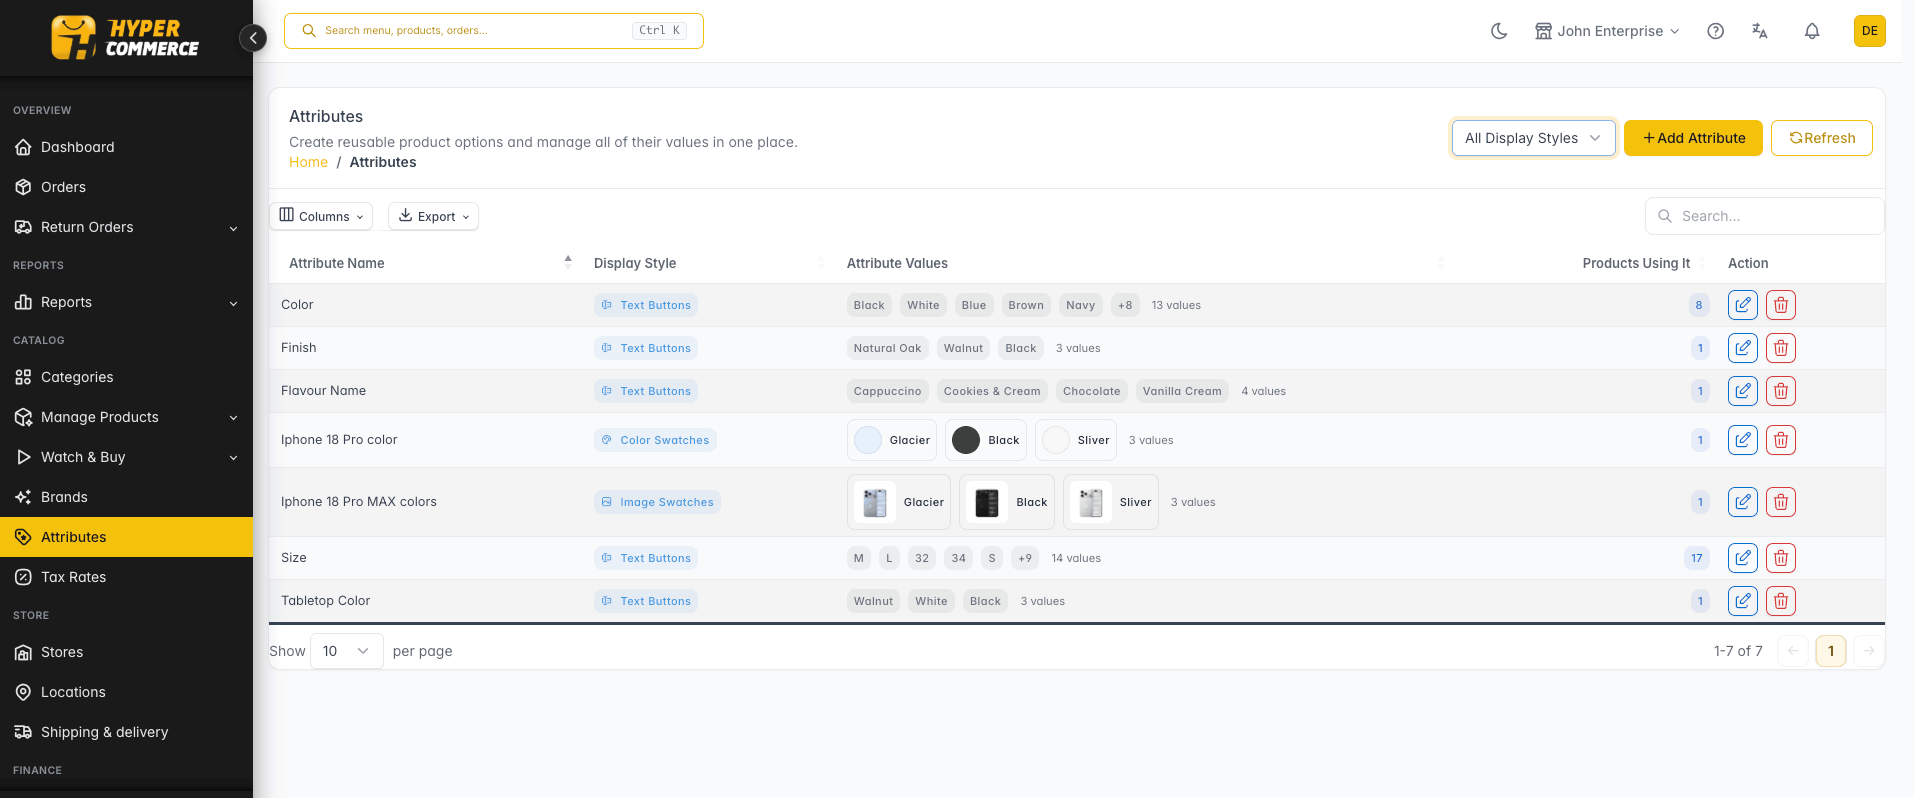 HYPER
COMMERCE
Search menu, products, orders...
Ctrl K
John Enterprise
DE
OVERVIEW
Dashboard
Orders
Return Orders
REPORTS
Reports
CATALOG
Categories
Manage Products
Watch & Buy
Brands
Attributes
Tax Rates
STORE
Stores
Locations
Shipping & delivery
FINANCE
Attributes
Create reusable product options and manage all of their values in one place.
Home / Attributes
All Display Styles
Add Attribute
Refresh
Columns
Export
Search...
Attribute Name Display Style Attribute Values Products Using It Action
Color Text Buttons Black White Blue Brown Navy +8 13 values 8
Finish Text Buttons Natural Oak Walnut Black 3 values 1
Flavour Name Text Buttons Cappuccino Cookies & Cream Chocolate Vanilla Cream 4 values 1
Iphone 18 Pro color Color Swatches Glacier Black Sliver 3 values 1
Iphone 18 Pro MAX colors Image Swatches Glacier Black Sliver 3 values 1
Size Text Buttons M L 32 34 S +9 14 values 17
Tabletop Color Text Buttons Walnut White Black 3 values 1
Show 10 per page
1-7 of 7
1